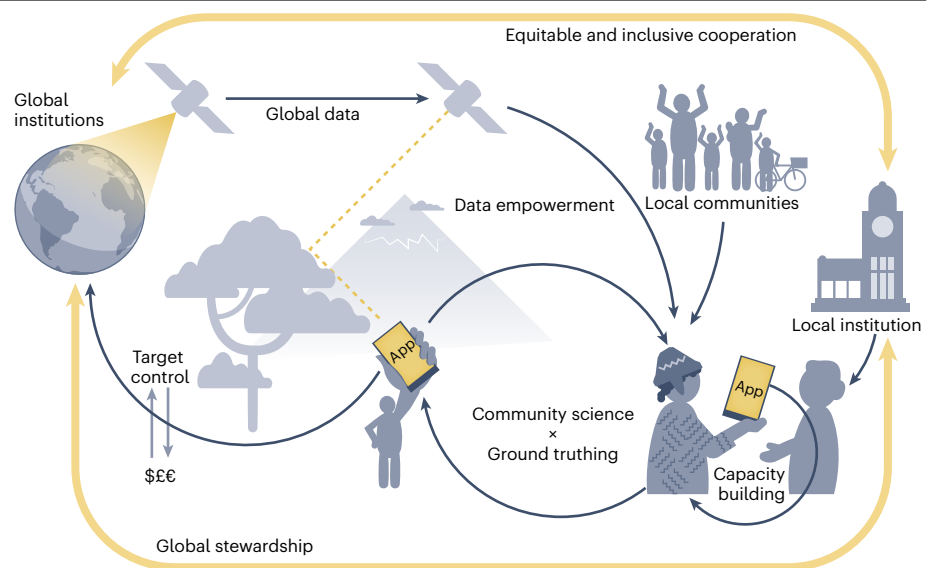 Equitable and inclusive cooperation
Global
institutions
Global data
Data empowerment
Local communities
Local institution
App
App
Target
control
$£€
Community science
×
Ground truthing
Capacity
building
Global stewardship